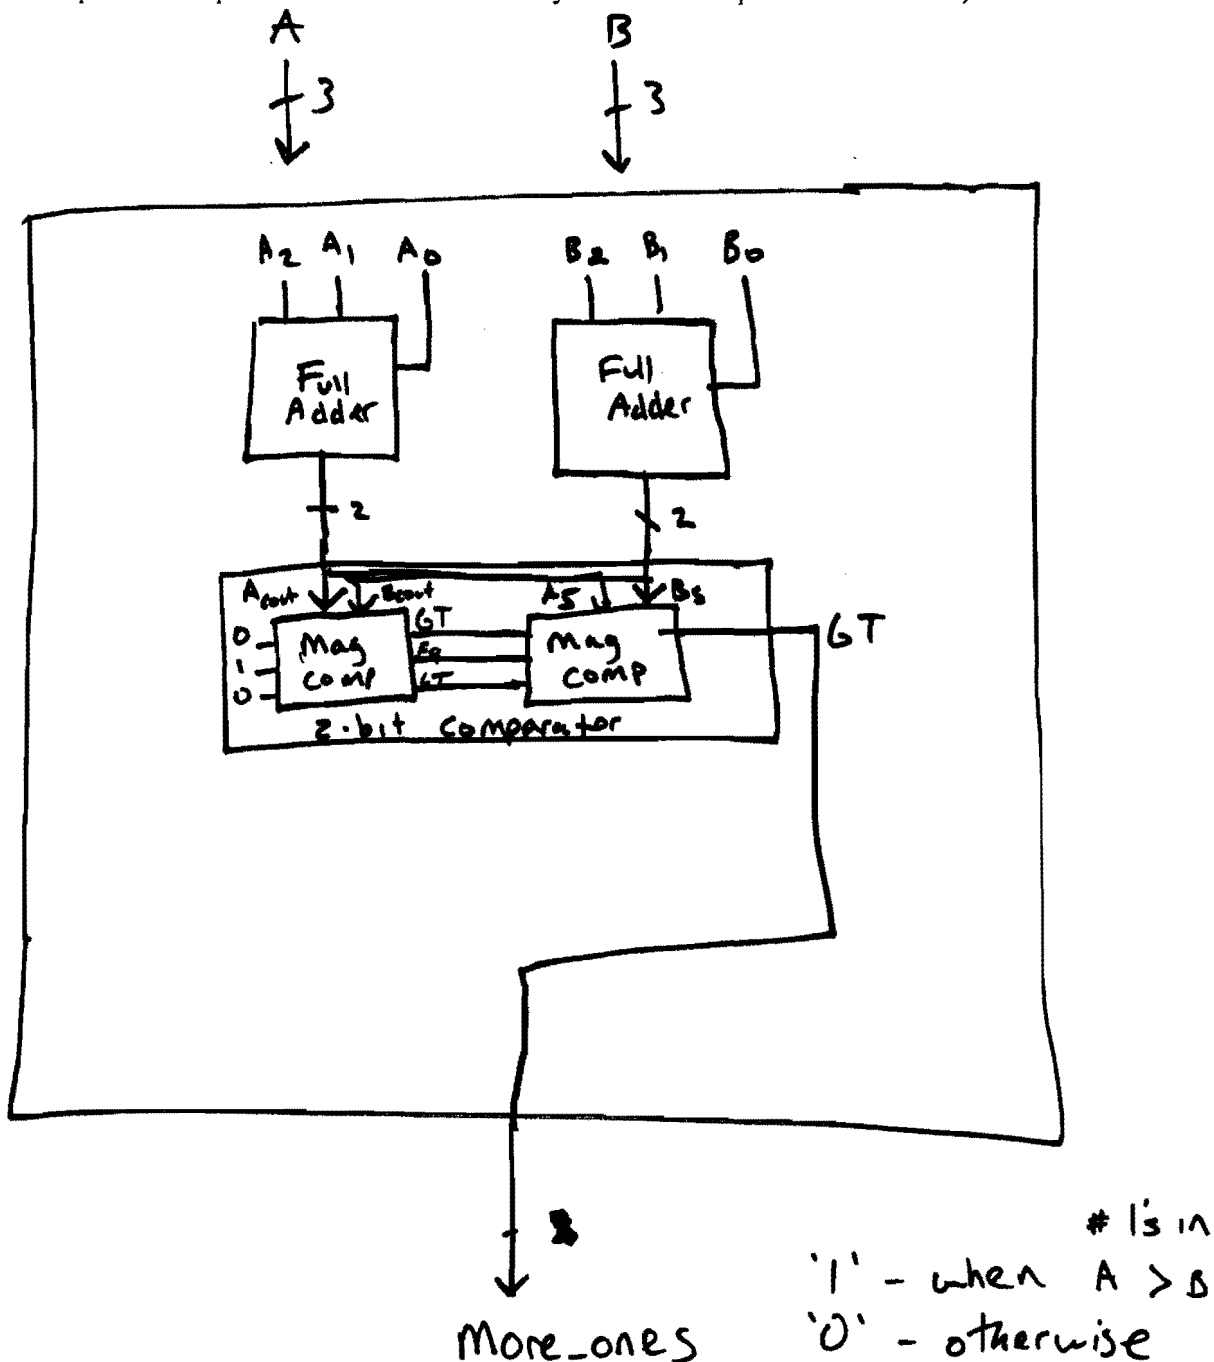 A B
3 3
A2 A1 A0 B2 B1 B0
Full Adder
Full Adder
2 2
Acout Bcout AS BS
0
1
0
Mag comp
GT
Eq
LT
Mag comp
GT
2-bit comparator
# 1's in
'1' - when A > B
More_ones '0' - otherwise